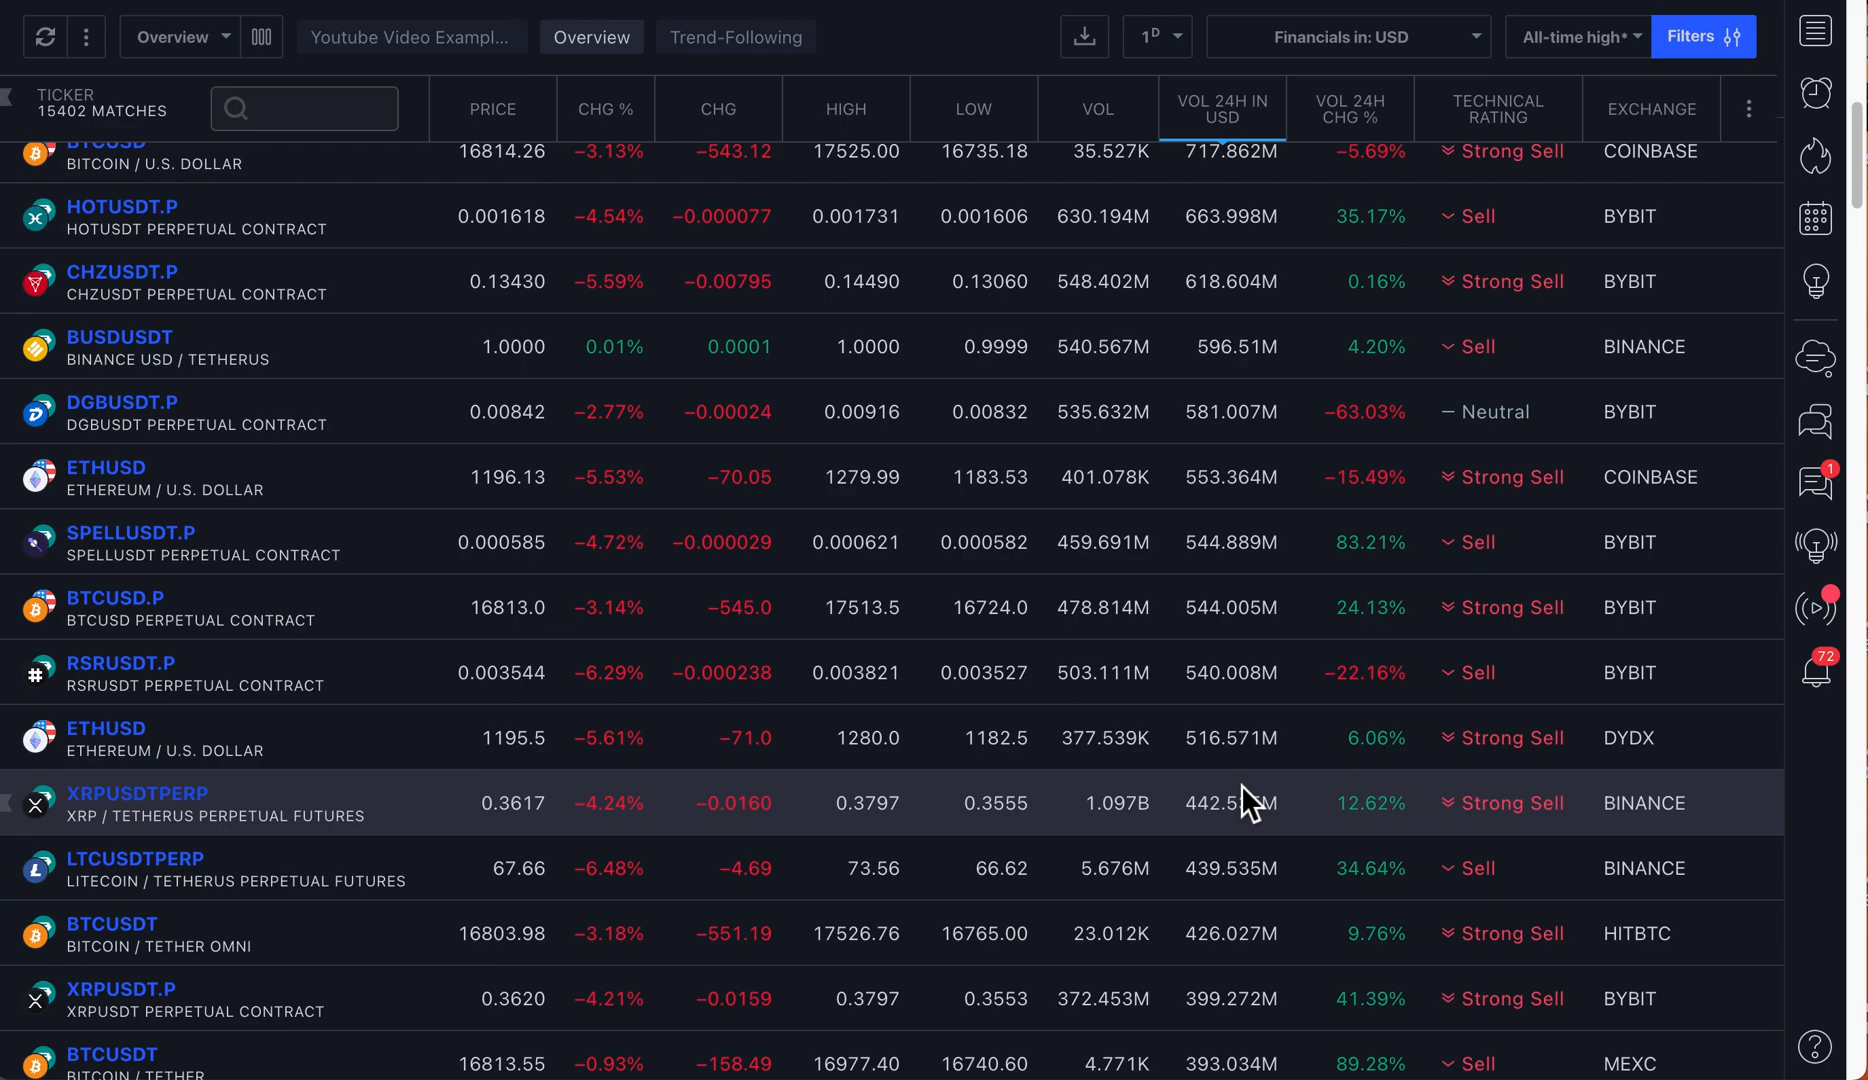 Overview
Youtube Video Exampl...
Overview
Trend-Following
1D
Financials in: USD
All-time high*
Filters
TICKER
15402 MATCHES
PRICE
CHG %
CHG
HIGH
LOW
VOL
VOL 24H IN
USD
VOL 24H
CHG %
TECHNICAL
RATING
EXCHANGE
BTCUSD 16814.26 −3.13% −543.12 17525.00 16735.18 35.527K 717.862M −5.69% Strong Sell COINBASE
BITCOIN / U.S. DOLLAR
HOTUSDT.P 0.001618 −4.54% −0.000077 0.001731 0.001606 630.194M 663.998M 35.17% Sell BYBIT
HOTUSDT PERPETUAL CONTRACT
CHZUSDT.P 0.13430 −5.59% −0.00795 0.14490 0.13060 548.402M 618.604M 0.16% Strong Sell BYBIT
CHZUSDT PERPETUAL CONTRACT
BUSDUSDT 1.0000 0.01% 0.0001 1.0000 0.9999 540.567M 596.51M 4.20% Sell BINANCE
BINANCE USD / TETHERUS
DGBUSDT.P 0.00842 −2.77% −0.00024 0.00916 0.00832 535.632M 581.007M −63.03% — Neutral BYBIT
DGBUSDT PERPETUAL CONTRACT
ETHUSD 1196.13 −5.53% −70.05 1279.99 1183.53 401.078K 553.364M −15.49% Strong Sell COINBASE
ETHEREUM / U.S. DOLLAR
SPELLUSDT.P 0.000585 −4.72% −0.000029 0.000621 0.000582 459.691M 544.889M 83.21% Sell BYBIT
SPELLUSDT PERPETUAL CONTRACT
BTCUSD.P 16813.0 −3.14% −545.0 17513.5 16724.0 478.814M 544.005M 24.13% Strong Sell BYBIT
BTCUSD PERPETUAL CONTRACT
RSRUSDT.P 0.003544 −6.29% −0.000238 0.003821 0.003527 503.111M 540.008M −22.16% Sell BYBIT
RSRUSDT PERPETUAL CONTRACT
ETHUSD 1195.5 −5.61% −71.0 1280.0 1182.5 377.539K 516.571M 6.06% Strong Sell DYDX
ETHEREUM / U.S. DOLLAR
XRPUSDTPERP 0.3617 −4.24% −0.0160 0.3797 0.3555 1.097B 12.62% Strong Sell BINANCE
XRP / TETHERUS PERPETUAL FUTURES
LTCUSDTPERP 67.66 −6.48% −4.69 73.56 66.62 5.676M 439.535M 34.64% Sell BINANCE
LITECOIN / TETHERUS PERPETUAL FUTURES
BTCUSDT 16803.98 −3.18% −551.19 17526.76 16765.00 23.012K 426.027M 9.76% Strong Sell HITBTC
BITCOIN / TETHER OMNI
XRPUSDT.P 0.3620 −4.21% −0.0159 0.3797 0.3553 372.453M 399.272M 41.39% Strong Sell BYBIT
XRPUSDT PERPETUAL CONTRACT
BTCUSDT 16813.55 −0.93% −158.49 16977.40 16740.60 4.771K 393.034M 89.28% Sell MEXC
BITCOIN / TETHER
1
72